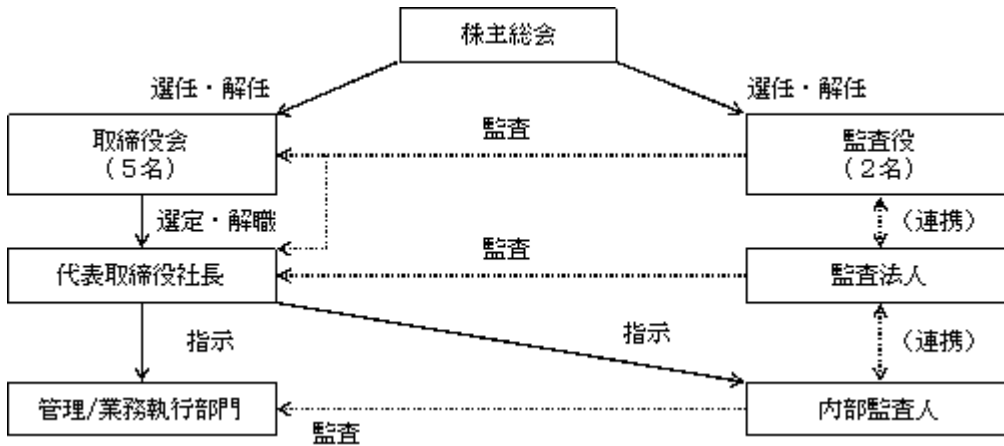 株主総会
選任・解任
選任・解任
取締役会
(５名)
監査
監査役
(２名)
選定・解職
(連携)
代表取締役社長
監査
監査法人
指示
指示
(連携)
管理/業務執行部門
監査
内部監査人